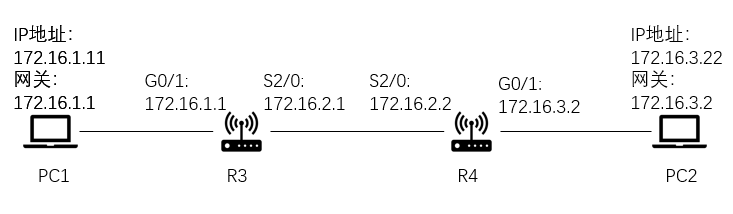 IP地址：
172.16.1.11
网关：
172.16.1.1
G0/1:
172.16.1.1
S2/0:
172.16.2.1
S2/0:
172.16.2.2
G0/1:
172.16.3.2
IP地址：
172.16.3.22
网关：
172.16.3.2
PC1
R3
R4
PC2